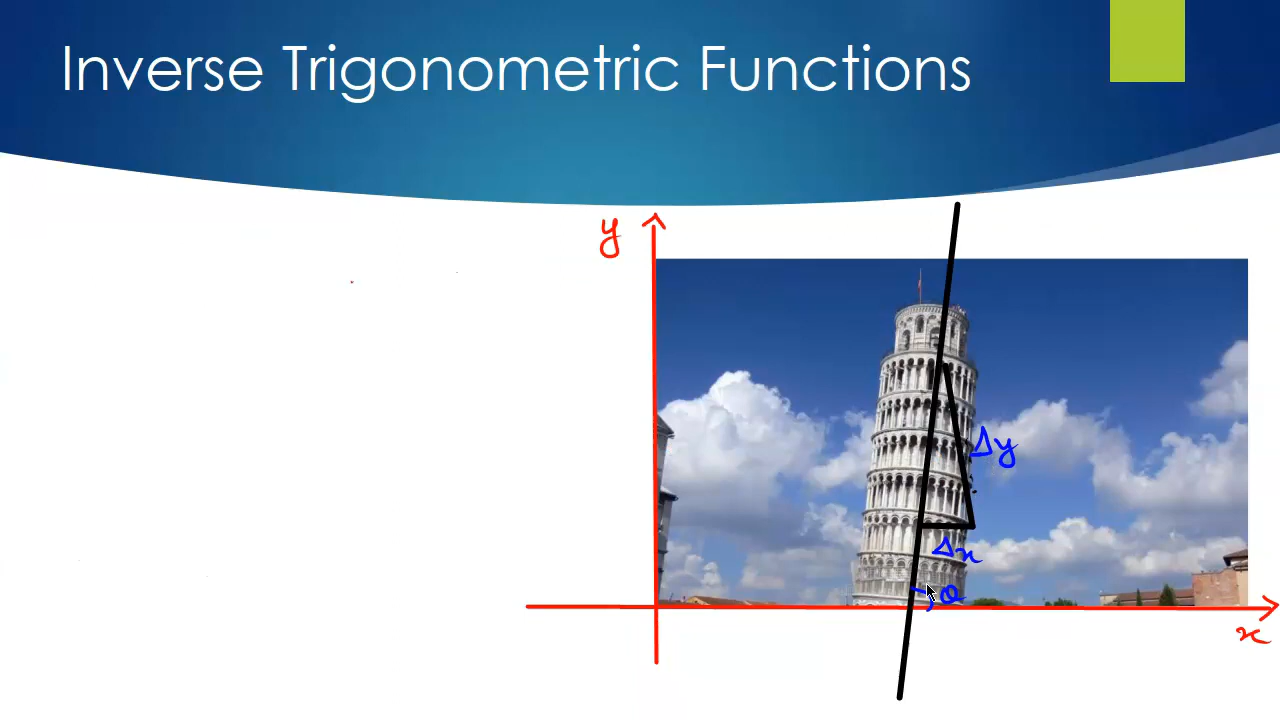 Inverse Trigonometric Functions
y
Δy
Δx
θ
x